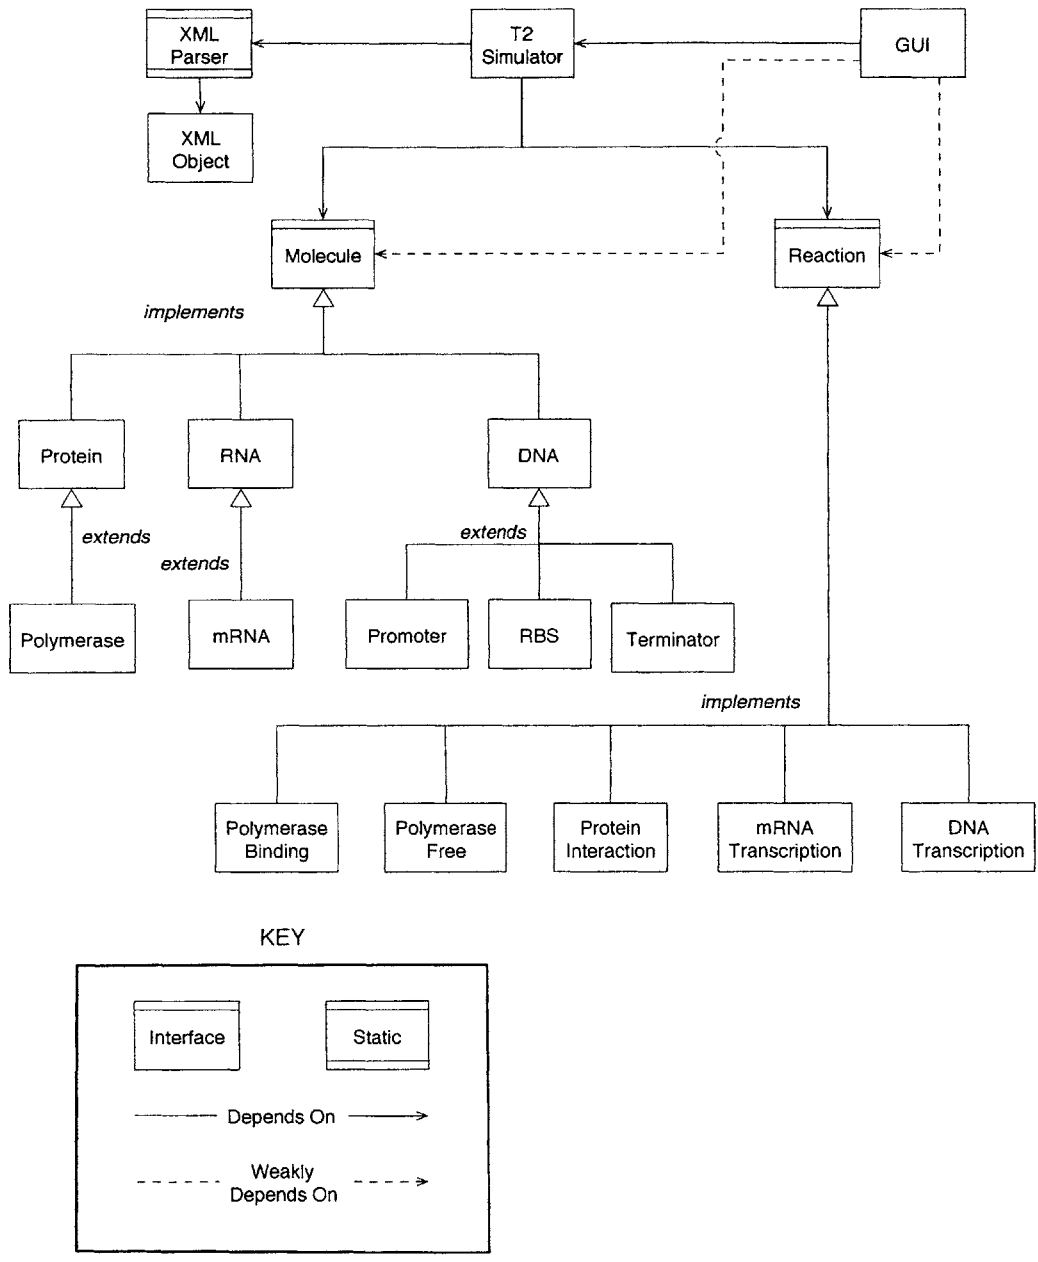 XML
Parser
T2
Simulator
GUI
XML
Object
Molecule
Reaction
implements
Protein
RNA
DNA
extends
extends
extends
Polymerase
mRNA
Promoter
RBS
Terminator
implements
Polymerase
Binding
Polymerase
Free
Protein
Interaction
mRNA
Transcription
DNA
Transcription
KEY
Interface
Static
Depends On
Weakly
Depends On